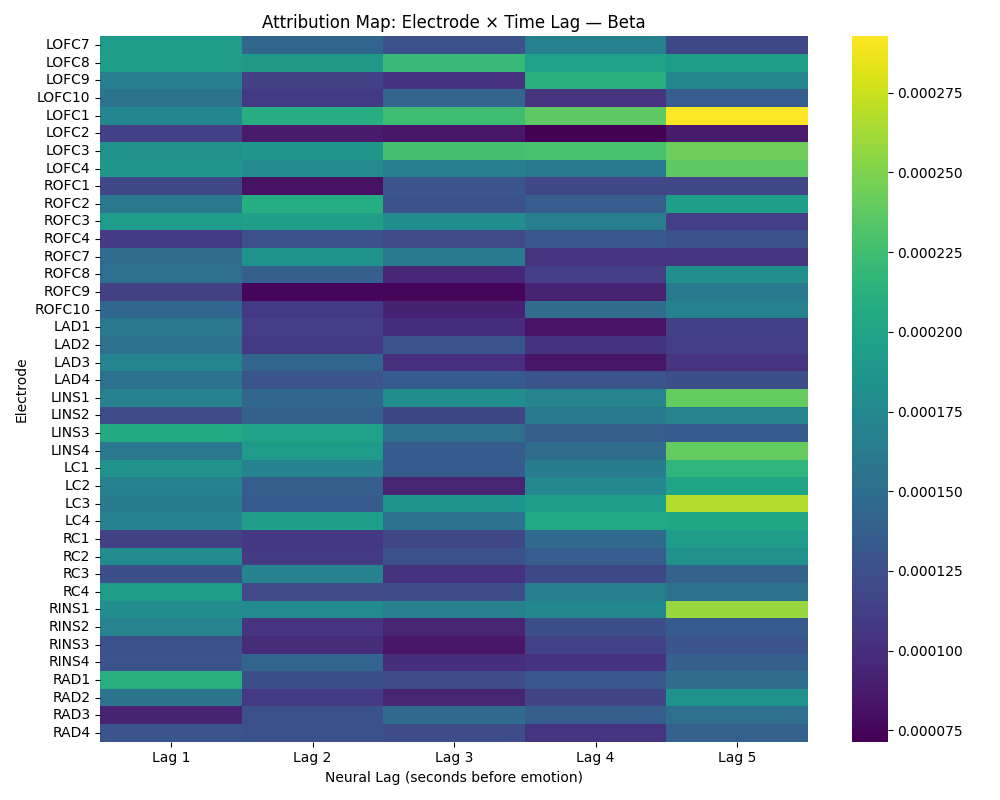 Attribution Map: Electrode × Time Lag — Beta
LOFC7
LOFC8
LOFC9
LOFC10
LOFC1
LOFC2
LOFC3
LOFC4
ROFC1
ROFC2
ROFC3
ROFC4
ROFC7
ROFC8
ROFC9
ROFC10
LAD1
LAD2
LAD3
LAD4
LINS1
LINS2
LINS3
LINS4
LC1
LC2
LC3
LC4
RC1
RC2
RC3
RC4
RINS1
RINS2
RINS3
RINS4
RAD1
RAD2
RAD3
RAD4
Electrode
Lag 1 Lag 2 Lag 3 Lag 4 Lag 5
Neural Lag (seconds before emotion)
0.000275
0.000250
0.000225
0.000200
0.000175
0.000150
0.000125
0.000100
0.000075